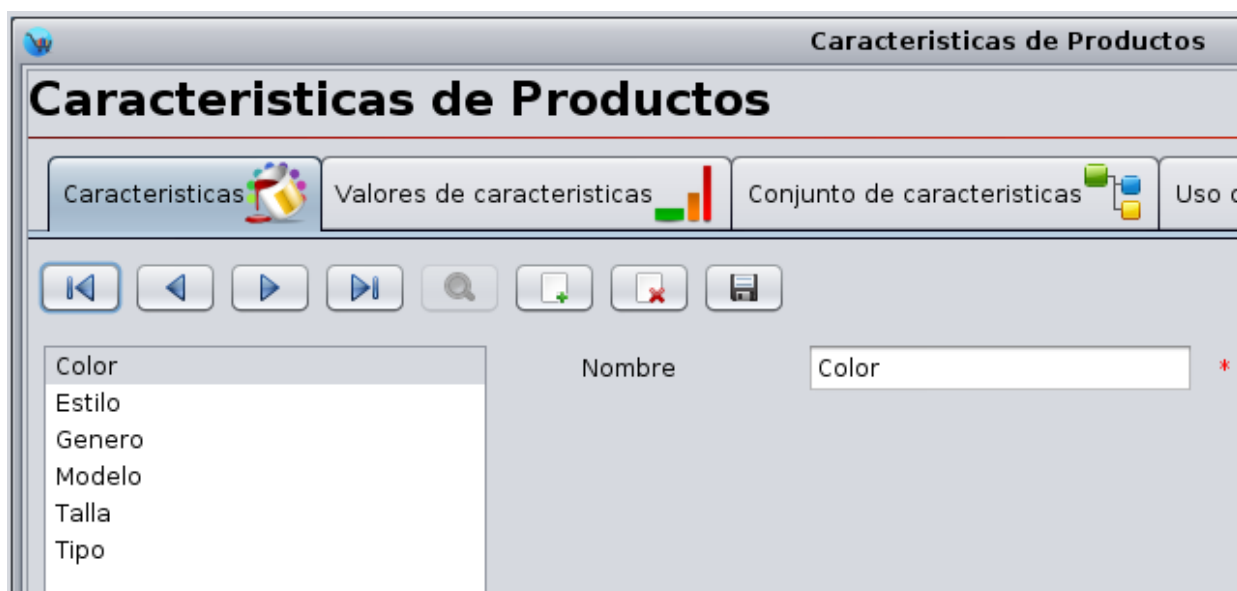 Caracteristicas de Productos
Caracteristicas de Productos
Caracteristicas Valores de caracteristicas Conjunto de caracteristicas Uso
Color Nombre Color *
Estilo
Genero
Modelo
Talla
Tipo